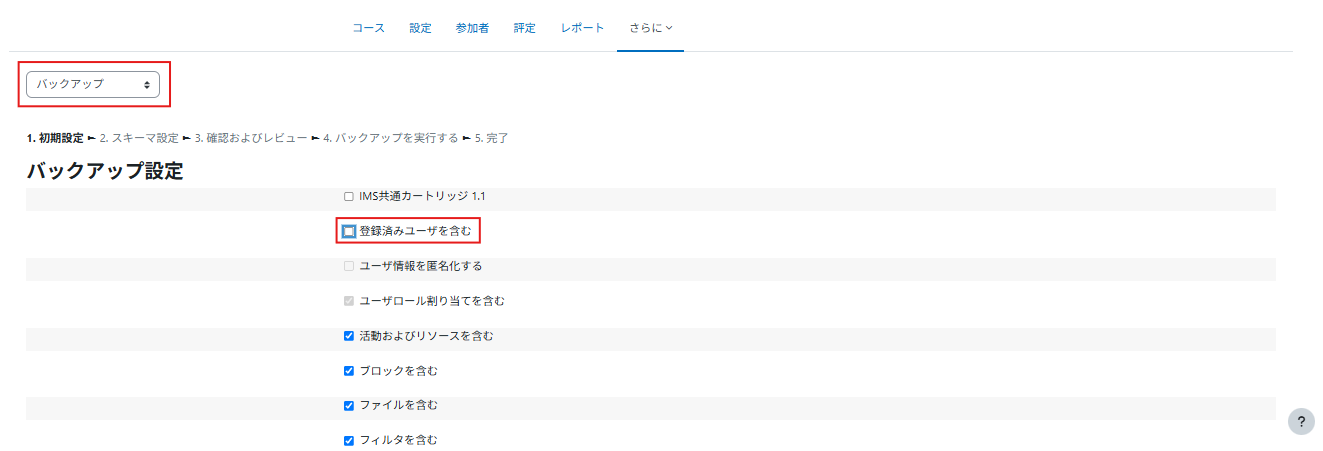 コース 設定 参加者 評定 レポート さらに
バックアップ
1. 初期設定 ► 2. スキーマ設定 ► 3. 確認およびレビュー ► 4. バックアップを実行する ► 5. 完了
バックアップ設定
IMS共通カートリッジ 1.1
登録済みユーザを含む
ユーザ情報を匿名化する
ユーザロール割り当てを含む
活動およびリソースを含む
ブロックを含む
ファイルを含む
フィルタを含む
?